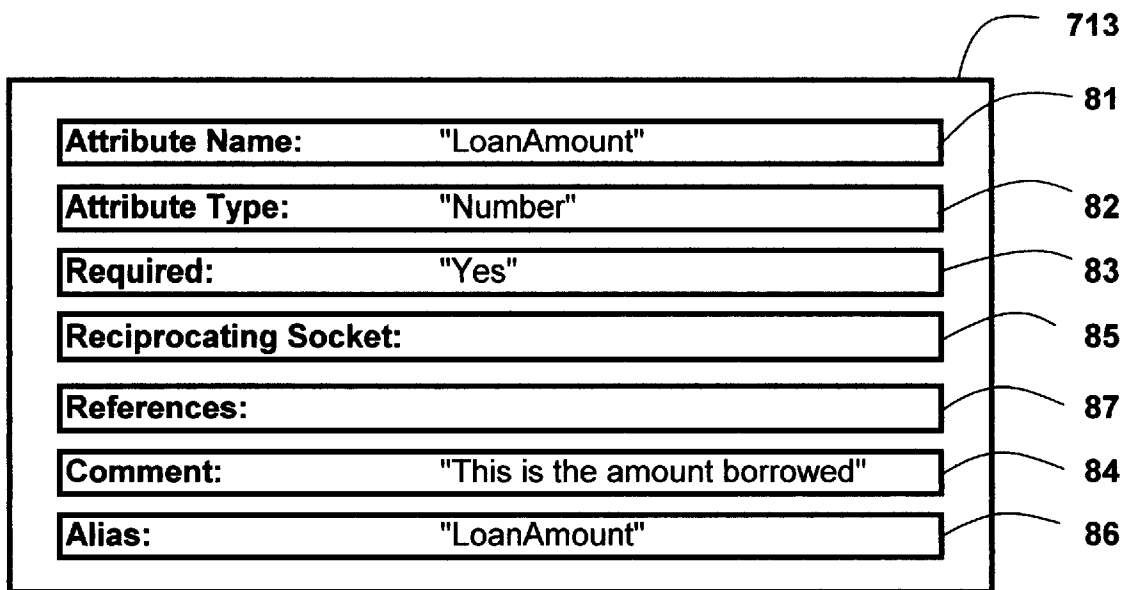 713
Attribute Name: "LoanAmount" 81
Attribute Type: "Number" 82
Required: "Yes" 83
Reciprocating Socket: 85
References: 87
Comment: "This is the amount borrowed" 84
Alias: "LoanAmount" 86